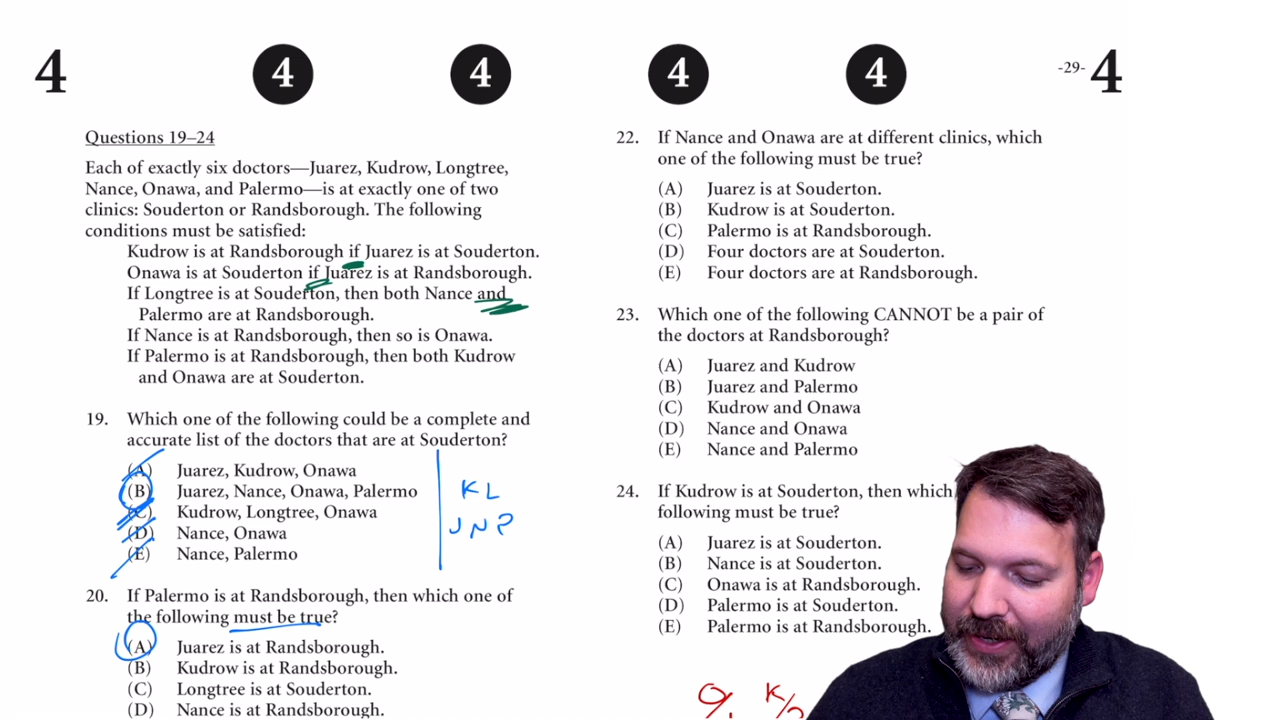 4 4 4 4 4 -29- 4
Questions 19–24
Each of exactly six doctors—Juarez, Kudrow, Longtree,
Nance, Onawa, and Palermo—is at exactly one of two
clinics: Souderton or Randsborough. The following
conditions must be satisfied:
Kudrow is at Randsborough if Juarez is at Souderton.
Onawa is at Souderton if Juarez is at Randsborough.
If Longtree is at Souderton, then both Nance and
Palermo are at Randsborough.
If Nance is at Randsborough, then so is Onawa.
If Palermo is at Randsborough, then both Kudrow
and Onawa are at Souderton.
19. Which one of the following could be a complete and
accurate list of the doctors that are at Souderton?
(A) Juarez, Kudrow, Onawa
(B) Juarez, Nance, Onawa, Palermo
(C) Kudrow, Longtree, Onawa
(D) Nance, Onawa
(E) Nance, Palermo
K L
J N P
20. If Palermo is at Randsborough, then which one of
the following must be true?
(A) Juarez is at Randsborough.
(B) Kudrow is at Randsborough.
(C) Longtree is at Souderton.
(D) Nance is at Randsborough.
22. If Nance and Onawa are at different clinics, which
one of the following must be true?
(A) Juarez is at Souderton.
(B) Kudrow is at Souderton.
(C) Palermo is at Randsborough.
(D) Four doctors are at Souderton.
(E) Four doctors are at Randsborough.
23. Which one of the following CANNOT be a pair of
the doctors at Randsborough?
(A) Juarez and Kudrow
(B) Juarez and Palermo
(C) Kudrow and Onawa
(D) Nance and Onawa
(E) Nance and Palermo
24. If Kudrow is at Souderton, then which
following must be true?
(A) Juarez is at Souderton.
(B) Nance is at Souderton.
(C) Onawa is at Randsborough.
(D) Palermo is at Souderton.
(E) Palermo is at Randsborough.